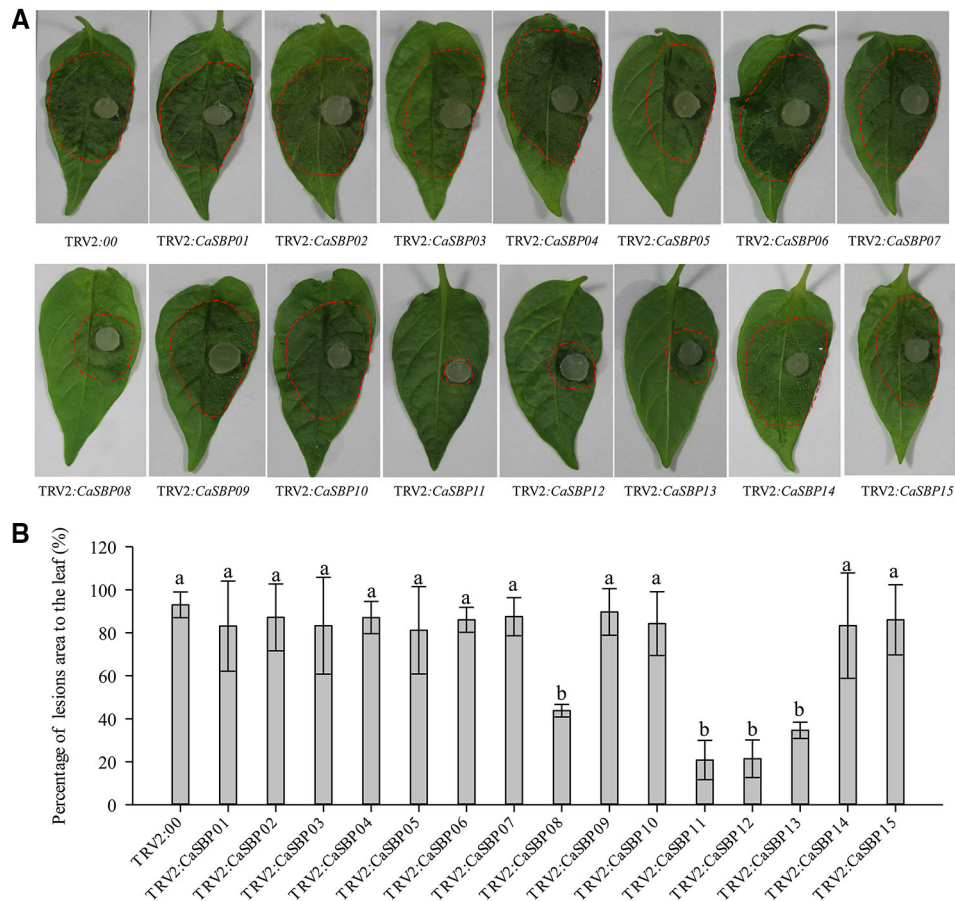 A
TRV2:00 TRV2:CaSBP01 TRV2:CaSBP02 TRV2:CaSBP03 TRV2:CaSBP04 TRV2:CaSBP05 TRV2:CaSBP06 TRV2:CaSBP07
TRV2:CaSBP08 TRV2:CaSBP09 TRV2:CaSBP10 TRV2:CaSBP11 TRV2:CaSBP12 TRV2:CaSBP13 TRV2:CaSBP14 TRV2:CaSBP15
B
Percentage of lesions area to the leaf (%)
120
100
80
60
40
20
0
a a a a a a a a b a a b b b a a
TRV2:00 TRV2:CaSBP01 TRV2:CaSBP02 TRV2:CaSBP03 TRV2:CaSBP04 TRV2:CaSBP05 TRV2:CaSBP06 TRV2:CaSBP07 TRV2:CaSBP08 TRV2:CaSBP09 TRV2:CaSBP10 TRV2:CaSBP11 TRV2:CaSBP12 TRV2:CaSBP13 TRV2:CaSBP14 TRV2:CaSBP15